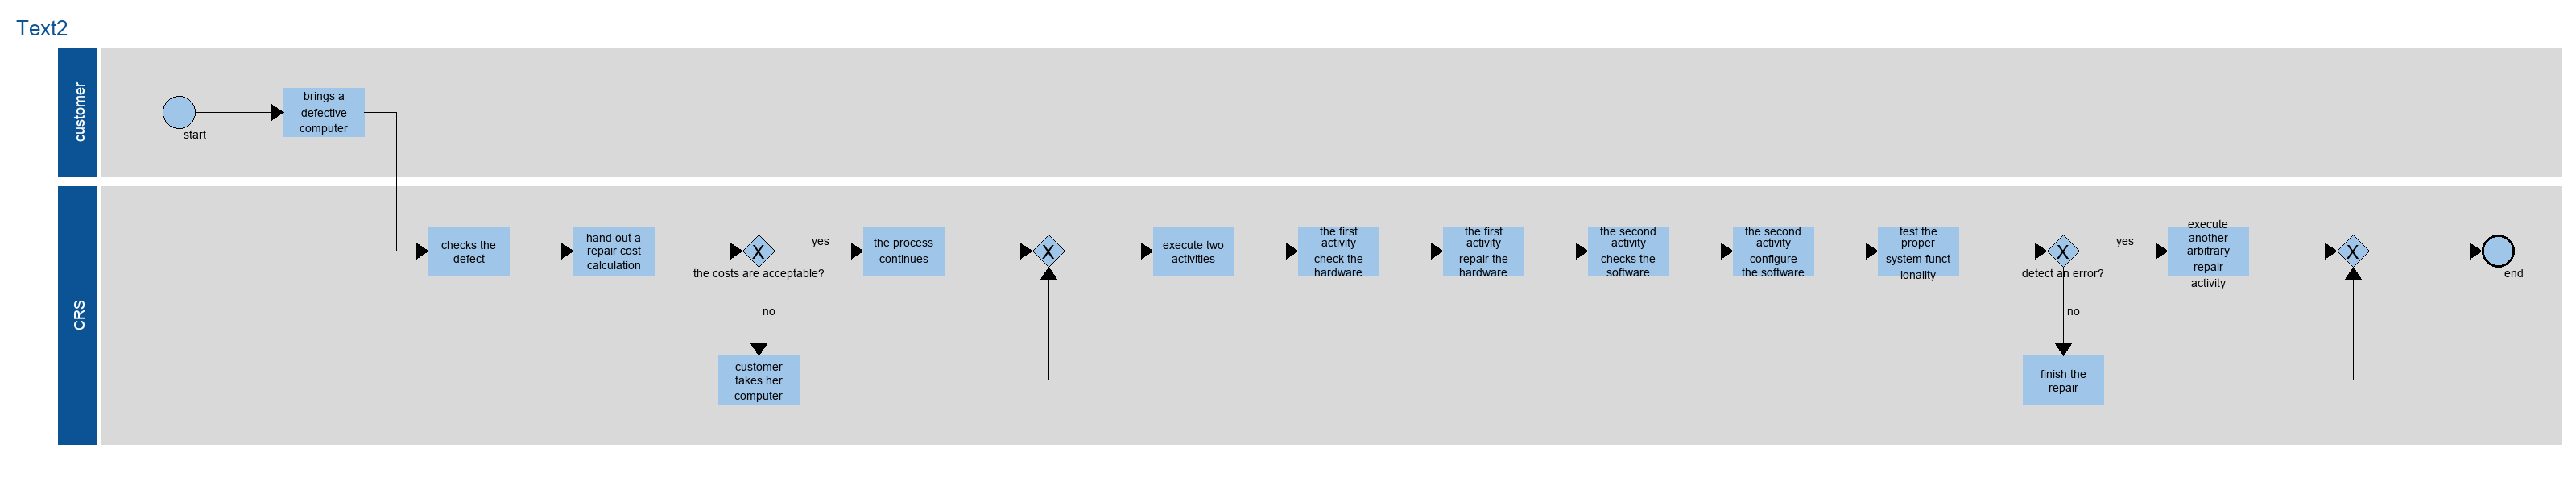 Text2
customer
start
brings a
defective
computer
CRS
checks the
defect
hand out a
repair cost
calculation
X
the costs are acceptable?
yes
no
the process
continues
customer
takes her
computer
X
execute two
activities
the first
activity
check the
hardware
the first
activity
repair the
hardware
the second
activity
checks the
software
the second
activity
configure
the software
test the
proper
system funct
ionality
X
detect an error?
yes
no
execute
another
arbitrary
repair
activity
finish the
repair
X
end